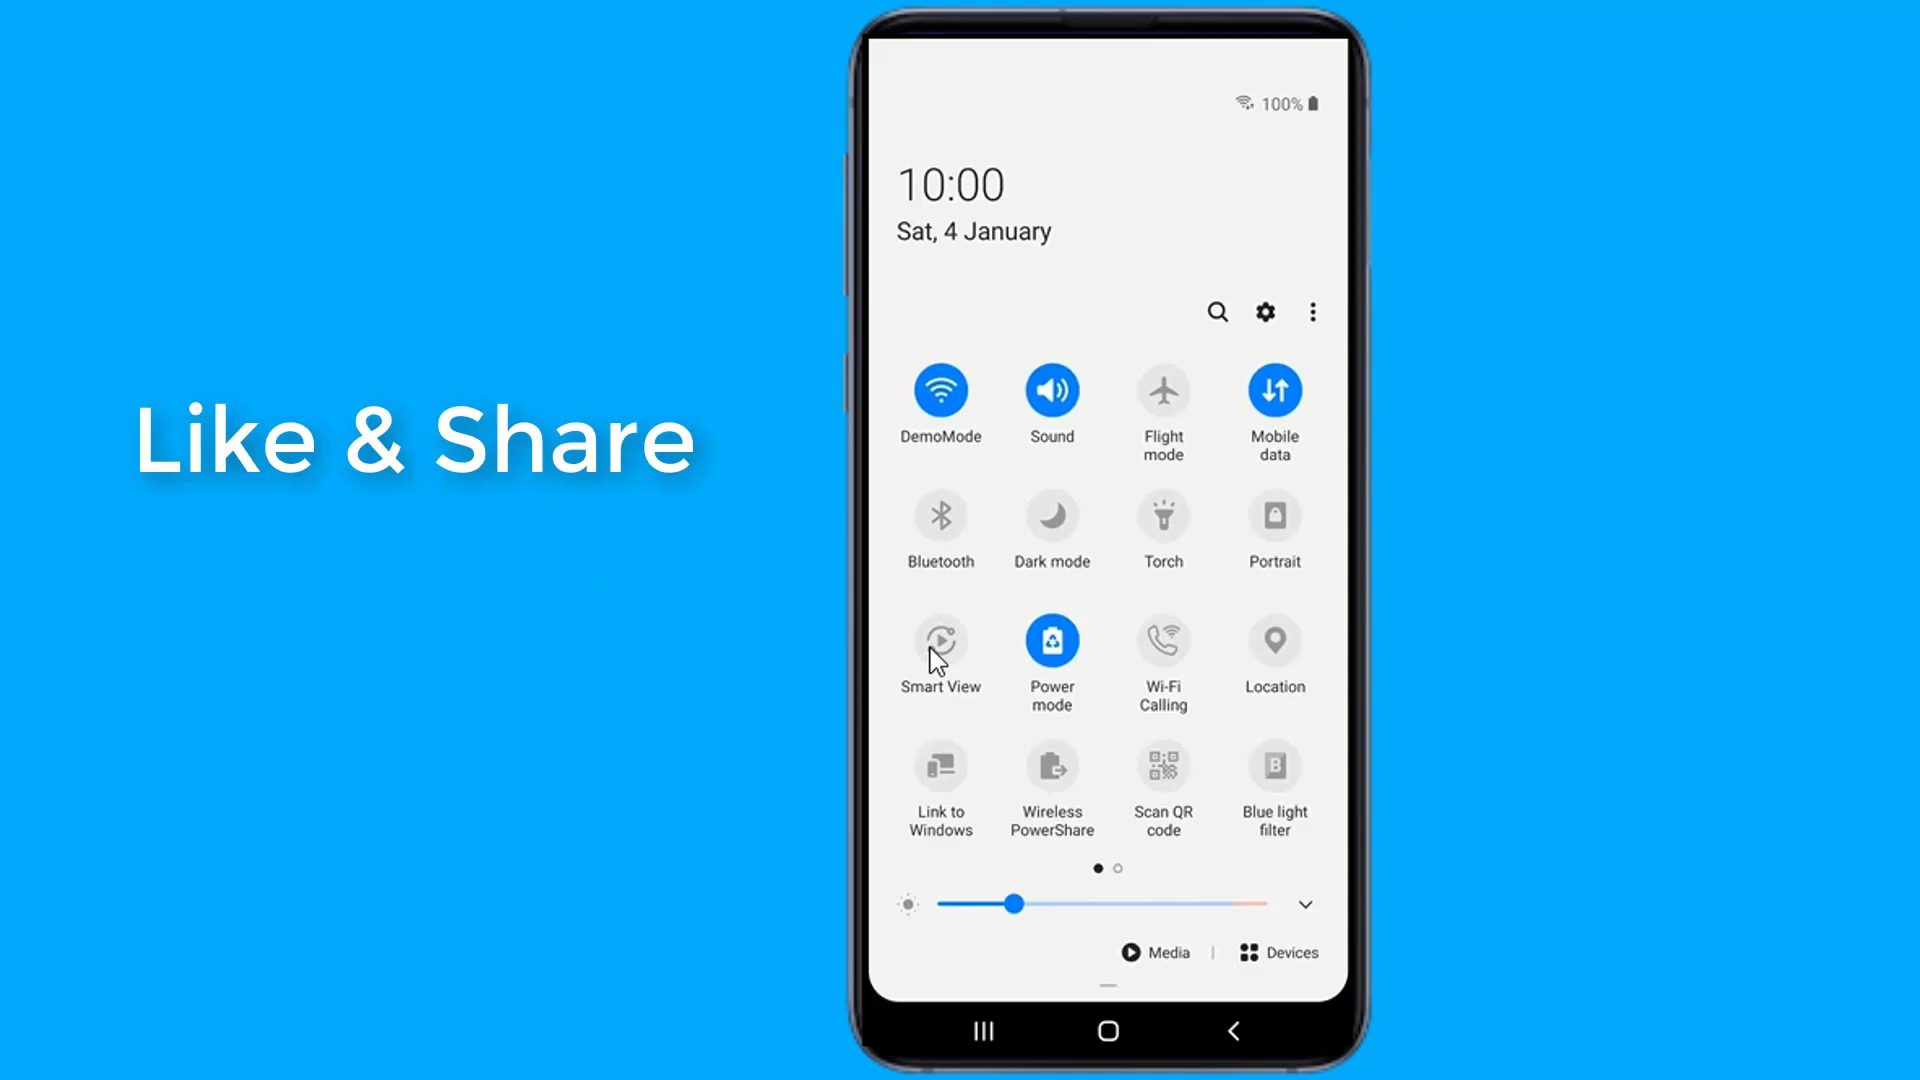 Like & Share
100%
10:00
Sat, 4 January
DemoMode
Sound
Flight
mode
Mobile
data
Bluetooth
Dark mode
Torch
Portrait
Smart View
Power
mode
Wi-Fi
Calling
Location
Link to
Windows
Wireless
PowerShare
Scan QR
code
B
Blue light
filter
Media
Devices